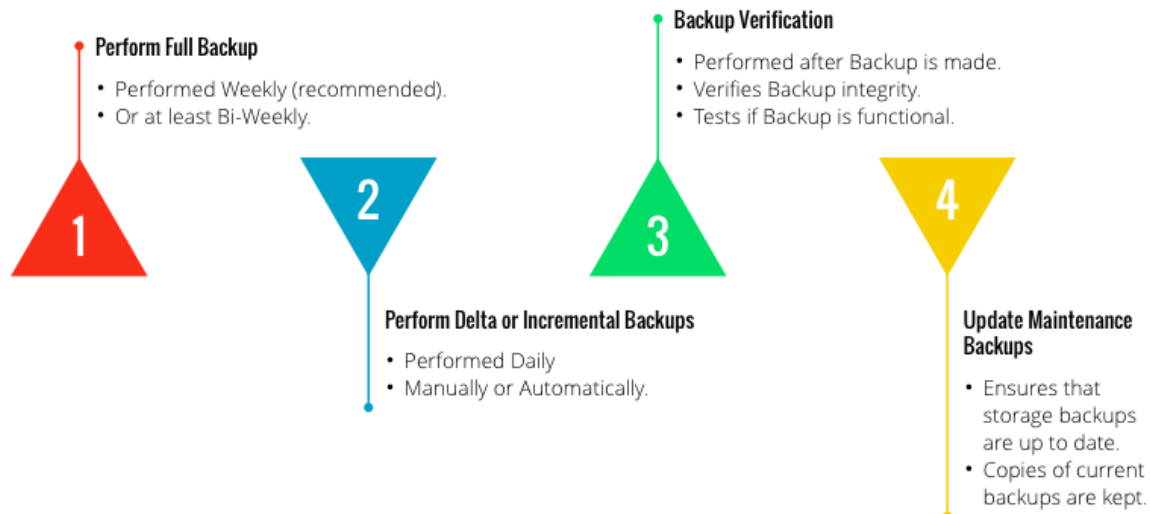 Perform Full Backup
• Performed Weekly (recommended).
• Or at least Bi-Weekly.
1
2
Perform Delta or Incremental Backups
• Performed Daily
• Manually or Automatically.
Backup Verification
• Performed after Backup is made.
• Verifies Backup integrity.
• Tests if Backup is functional.
3
4
Update Maintenance
Backups
• Ensures that
storage backups
are up to date.
• Copies of current
backups are kept.